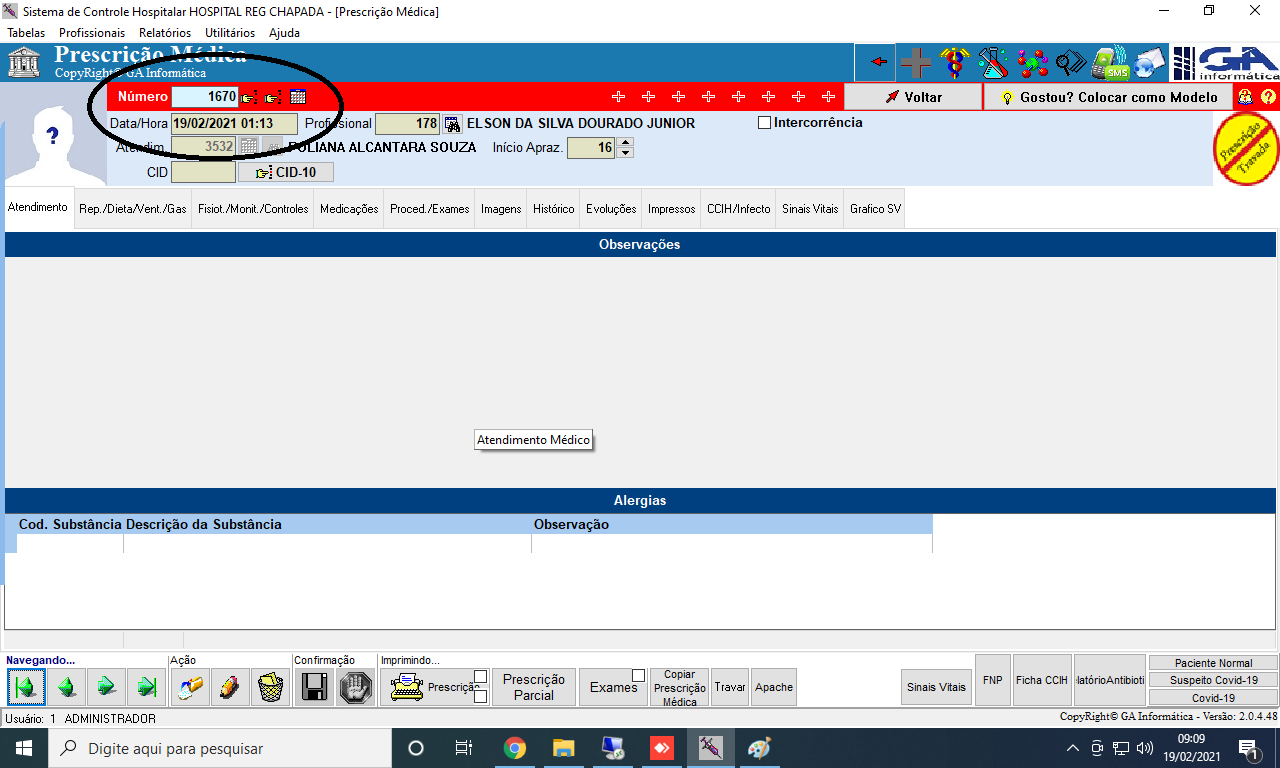 Sistema de Controle Hospitalar HOSPITAL REG CHAPADA - [Prescrição Médica]
Tabelas Profissionais Relatórios Utilitários Ajuda
Prescrição Médica
CopyRight© GA Informática
SMS
GA
informática
Número 1670
Voltar
Gostou? Colocar como Modelo
Data/Hora 19/02/2021 01:13 Profissional 178 ELSON DA SILVA DOURADO JUNIOR Intercorrência
Atendim. 3532 POLIANA ALCANTARA SOUZA Início Apraz. 16
CID CID-10
Prescrição Travada
Atendimento Rep./Dieta/Vent./Gas Fisiot./Monit./Controles Medicações Proced./Exames Imagens Histórico Evoluções Impressos CCIH/Infecto Sinais Vitais Grafico SV
Observações
Atendimento Médico
Alergias
Cod. Substância Descrição da Substância Observação
Navegando... Ação Confirmação Imprimindo...
Prescrição
Prescrição Parcial
Exames
Copiar Prescrição Médica
Travar
Apache
Sinais Vitais
FNP
Ficha CCIH
latórioAntibioti
Paciente Normal
Suspeito Covid-19
Covid-19
Usuário: 1 ADMINISTRADOR
CopyRight© GA Informática - Versão: 2.0.4.48
Digite aqui para pesquisar
09:09
19/02/2021
1